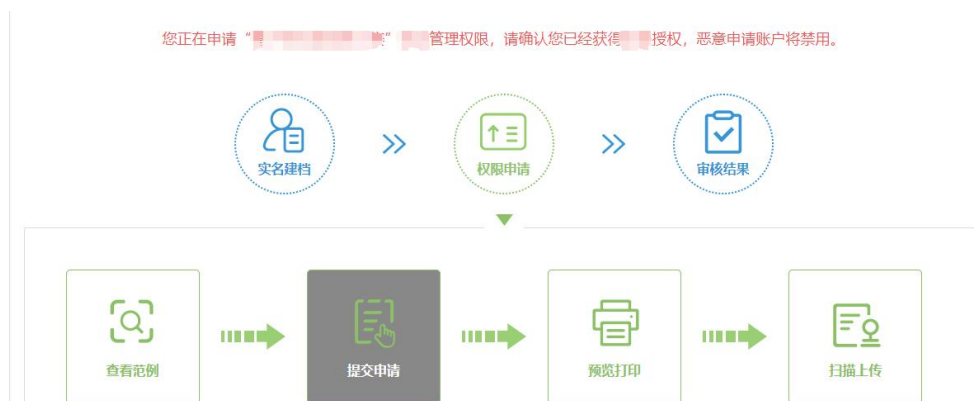 您正在申请“ ”管理权限，请确认您已经获得授权，恶意申请账户将禁用。
实名建档
权限申请
审核结果
查看范例
提交申请
预览打印
扫描上传